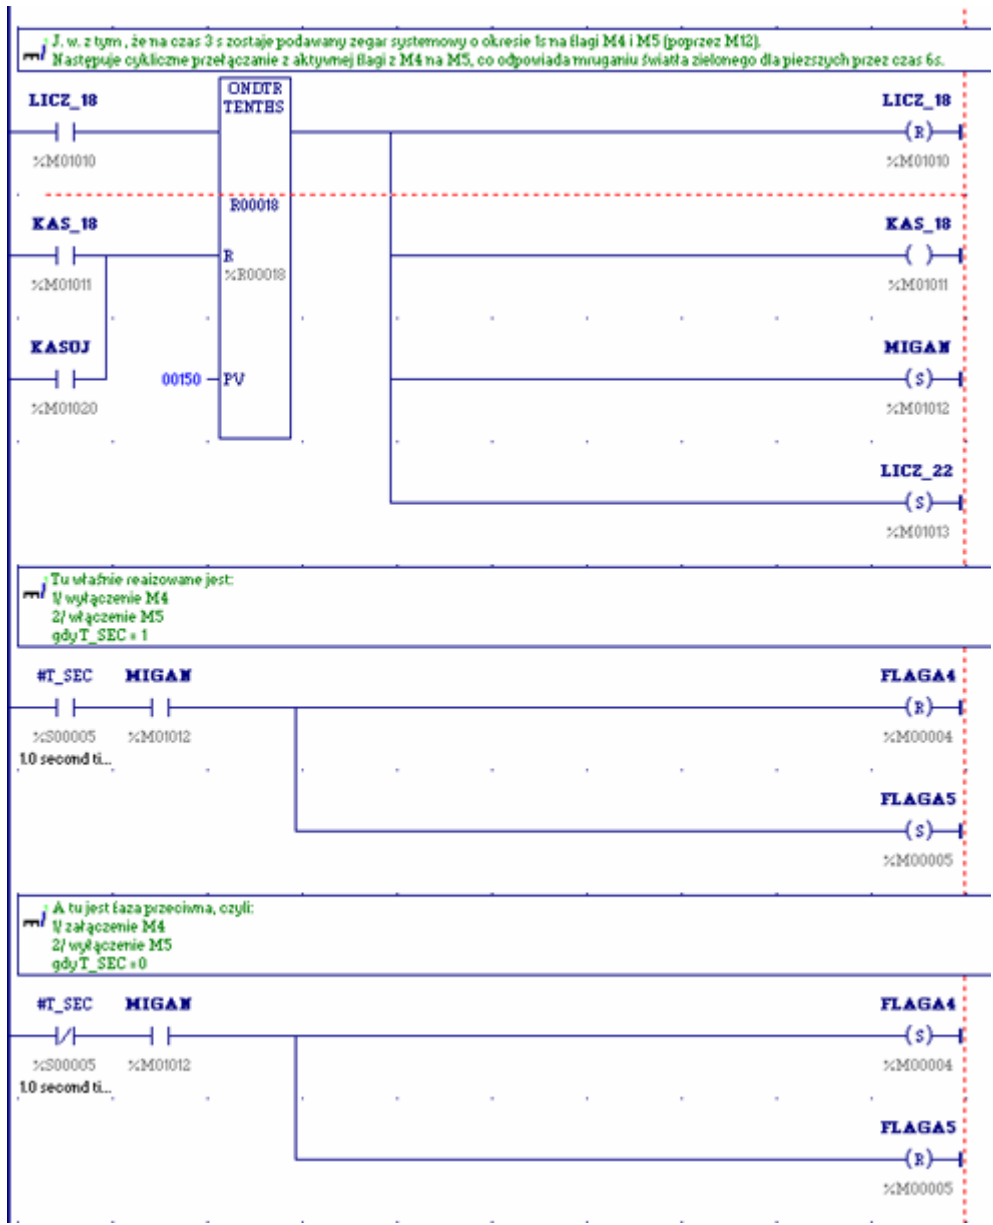 J. w. z tym , że na czas 3 s zostaje podawany zegar systemowy o okresie 1s na flagi M4 i M5 (poprzez M12).
Następuje cykliczne przełączanie z aktywnej flagi z M4 na M5, co odpowiada mruganiu światła zielonego dla piezszych przez czas 6s.
LICZ_18 ONDTR TENTHS LICZ_18
(R)
%M01010 %M01010
R00018
KAS_18 KAS_18
R ( )
%R00018
%M01011 %M01011
KASUJ MIGAN
00150 PV (S)
%M01020 %M01012
LICZ_22
(S)
%M01013
Tu właśnie reaizowane jest:
1/ wyłączenie M4
2/ włączenie M5
gdy T_SEC = 1
#T_SEC MIGAN FLAGA4
(R)
%S00005 %M01012 %M00004
1.0 second ti...
FLAGA5
(S)
%M00005
A tu jest faza przeciwna, czyli:
1/ załączenie M4
2/ wyłączenie M5
gdy T_SEC =0
#T_SEC MIGAN FLAGA4
(S)
%S00005 %M01012 %M00004
1.0 second ti...
FLAGA5
(R)
%M00005